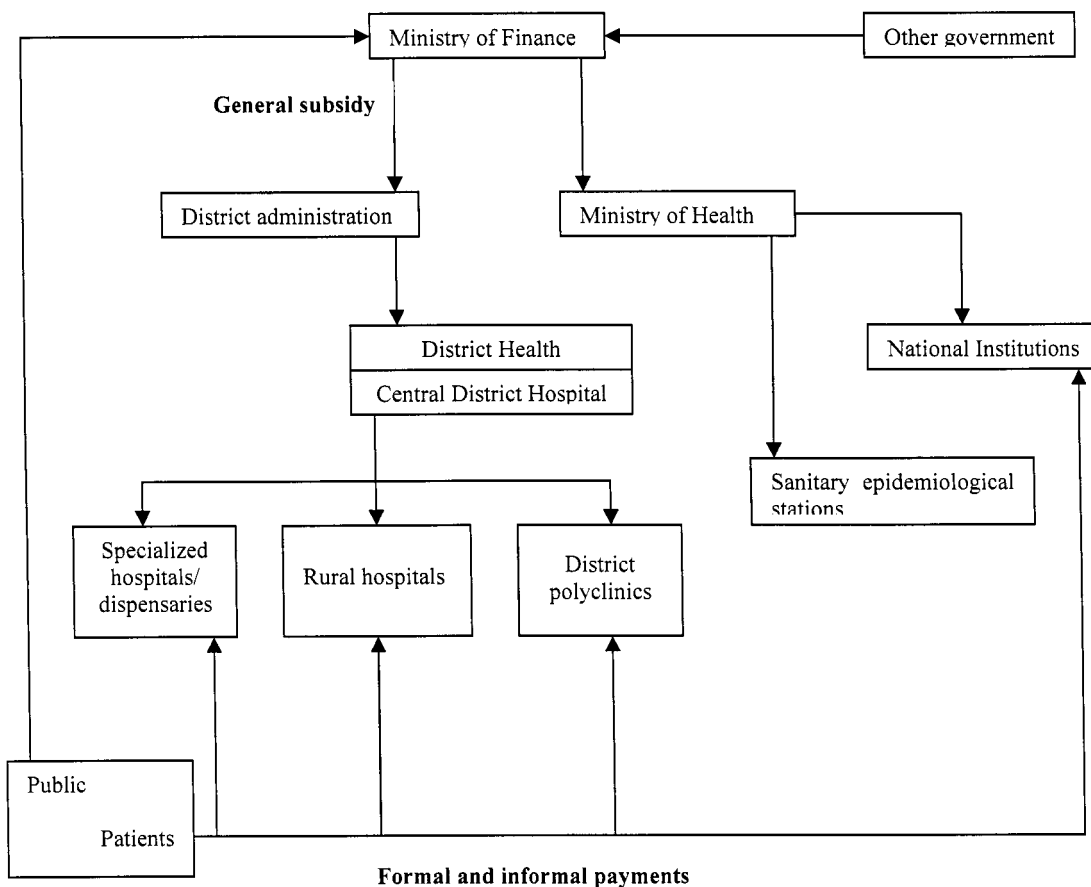 Ministry of Finance
Other government
General subsidy
District administration
Ministry of Health
District Health
National Institutions
Central District Hospital
Sanitary epidemiological
stations
Specialized
hospitals/
dispensaries
Rural hospitals
District
polyclinics
Public
Patients
Formal and informal payments